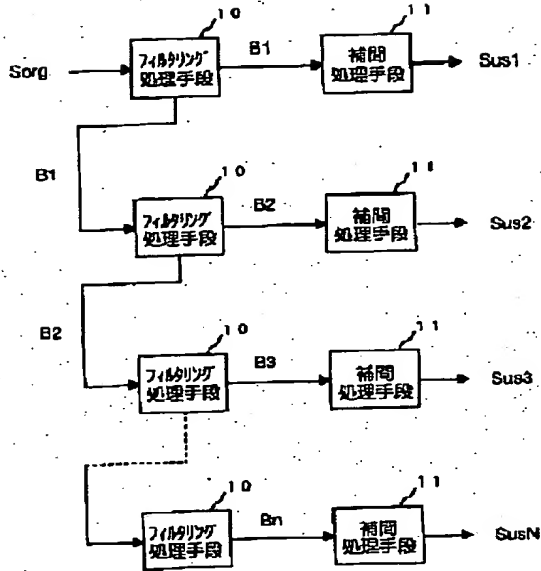 10
11
Sorg
フィルタリング
処理手段
B1
補間
処理手段
Sus1
B1
10
11
フィルタリング
処理手段
B2
補間
処理手段
Sus2
B2
10
11
フィルタリング
処理手段
B3
補間
処理手段
Sus3
10
11
フィルタリング
処理手段
Bn
補間
処理手段
SusN